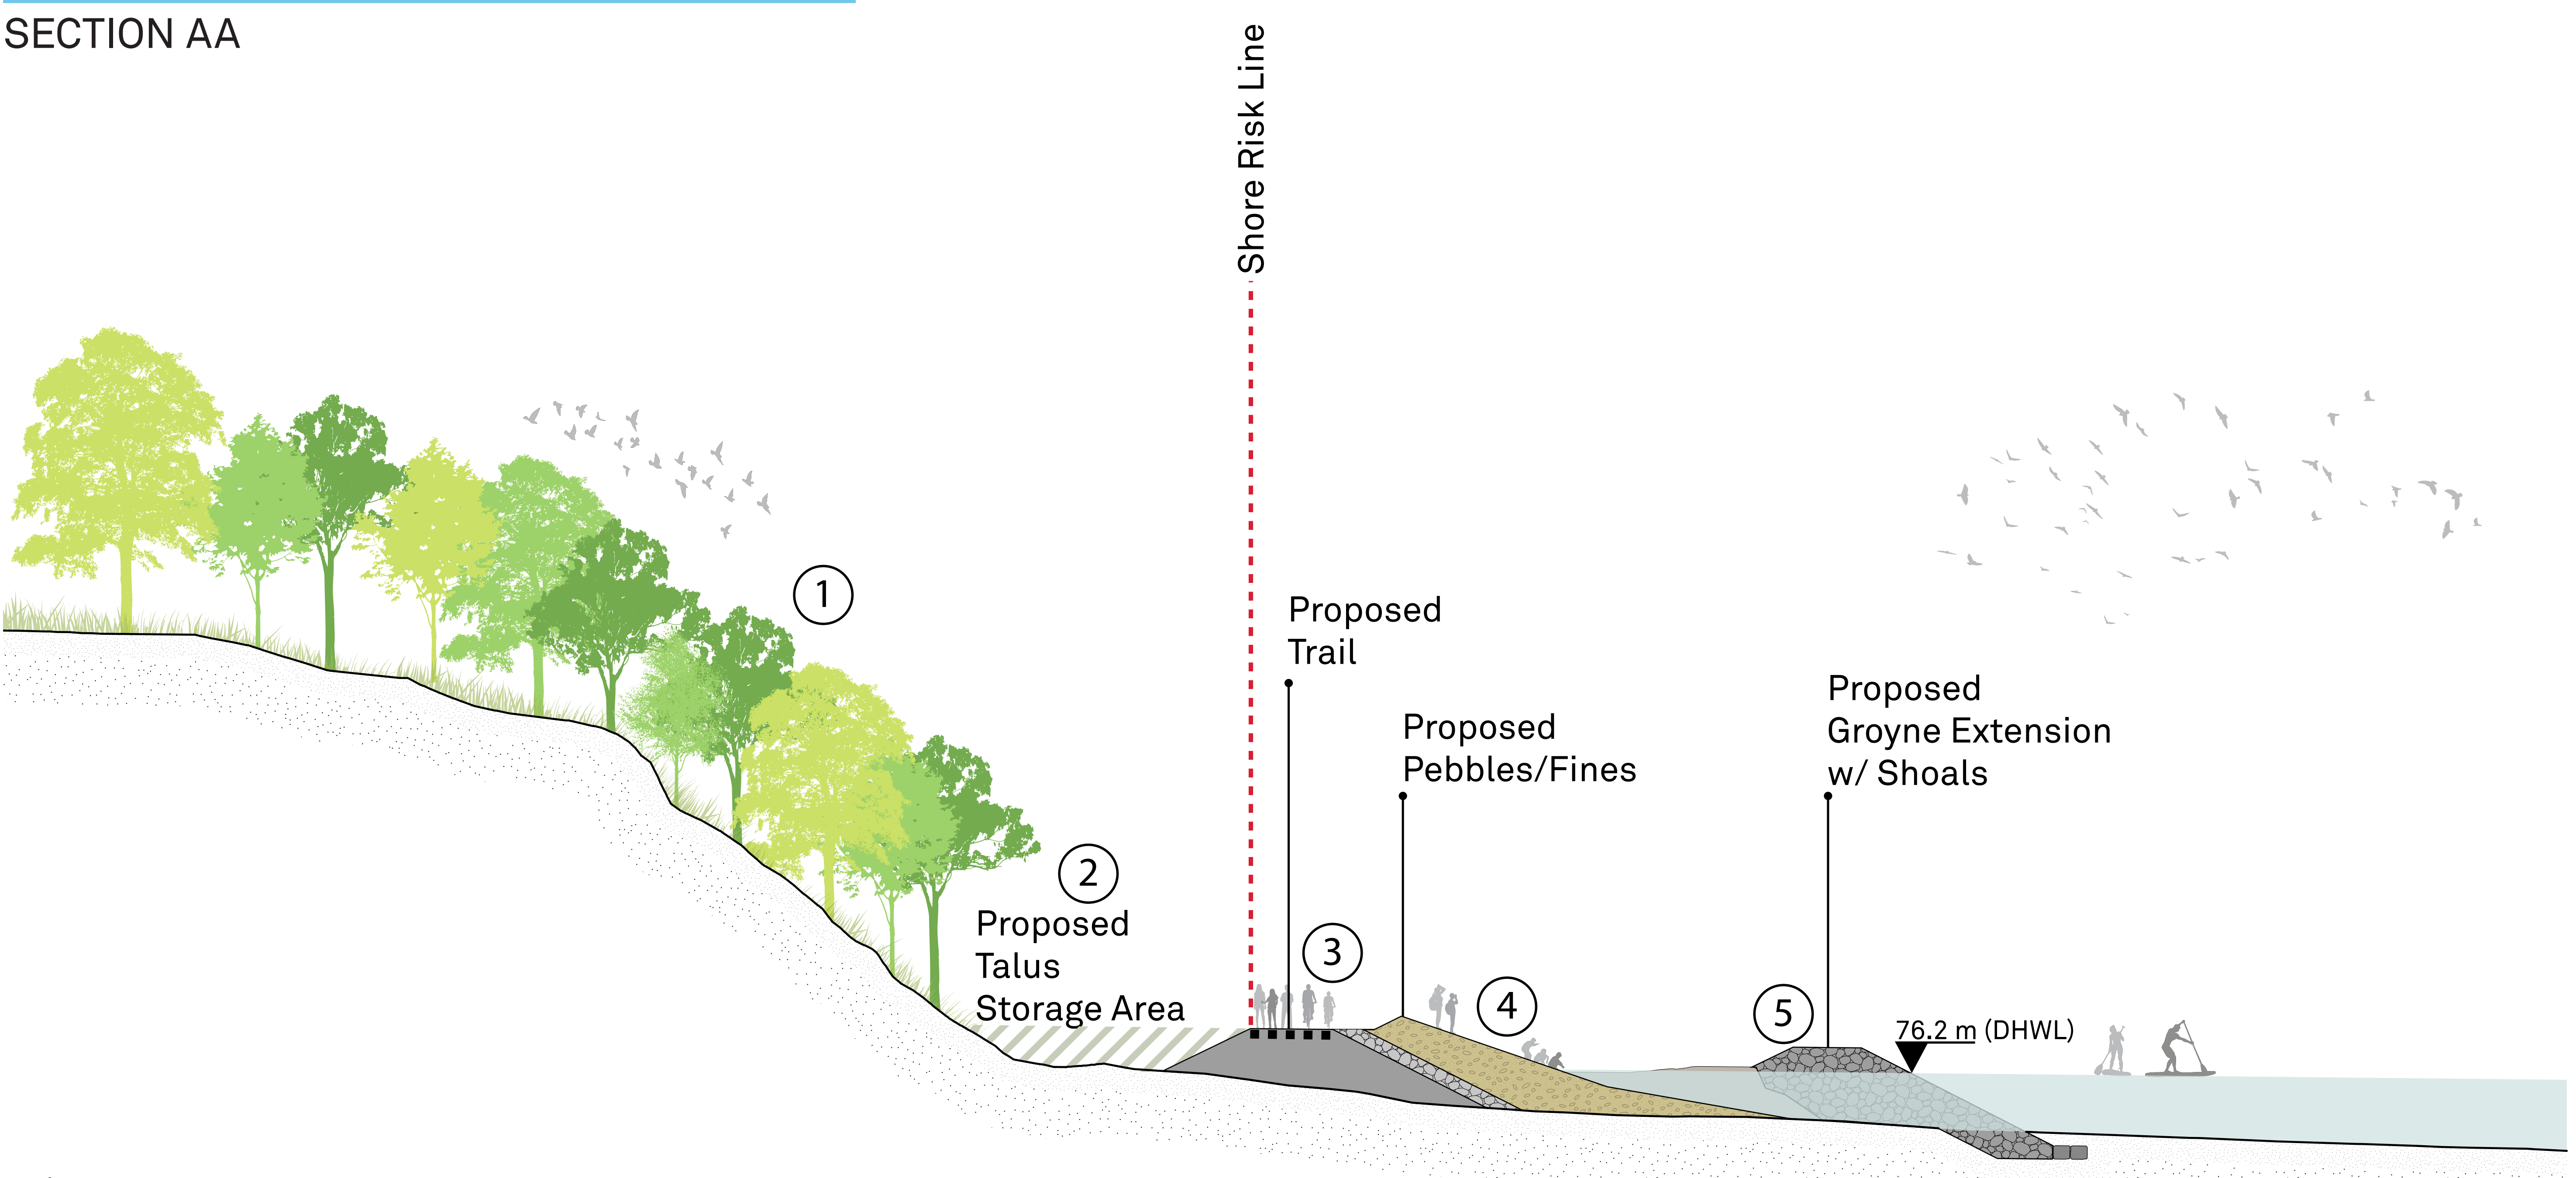 SECTION AA
Shore Risk Line
1
Proposed
Trail
Proposed
Groyne Extension
w/ Shoals
Proposed
Pebbles/Fines
2
Proposed
Talus
Storage Area
3
4
5
76.2 m (DHWL)